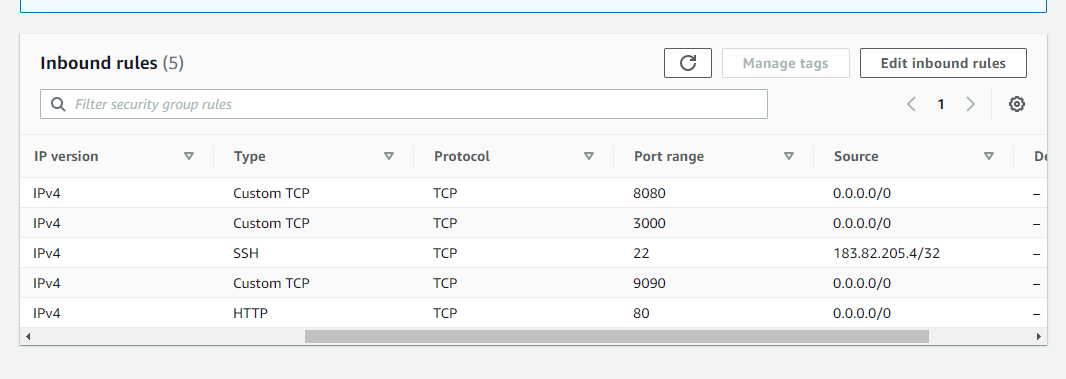 Inbound rules (5)
Manage tags
Edit inbound rules
Filter security group rules
1
IP version Type Protocol Port range Source De
IPv4 Custom TCP TCP 8080 0.0.0.0/0 –
IPv4 Custom TCP TCP 3000 0.0.0.0/0 –
IPv4 SSH TCP 22 183.82.205.4/32 –
IPv4 Custom TCP TCP 9090 0.0.0.0/0 –
IPv4 HTTP TCP 80 0.0.0.0/0 –